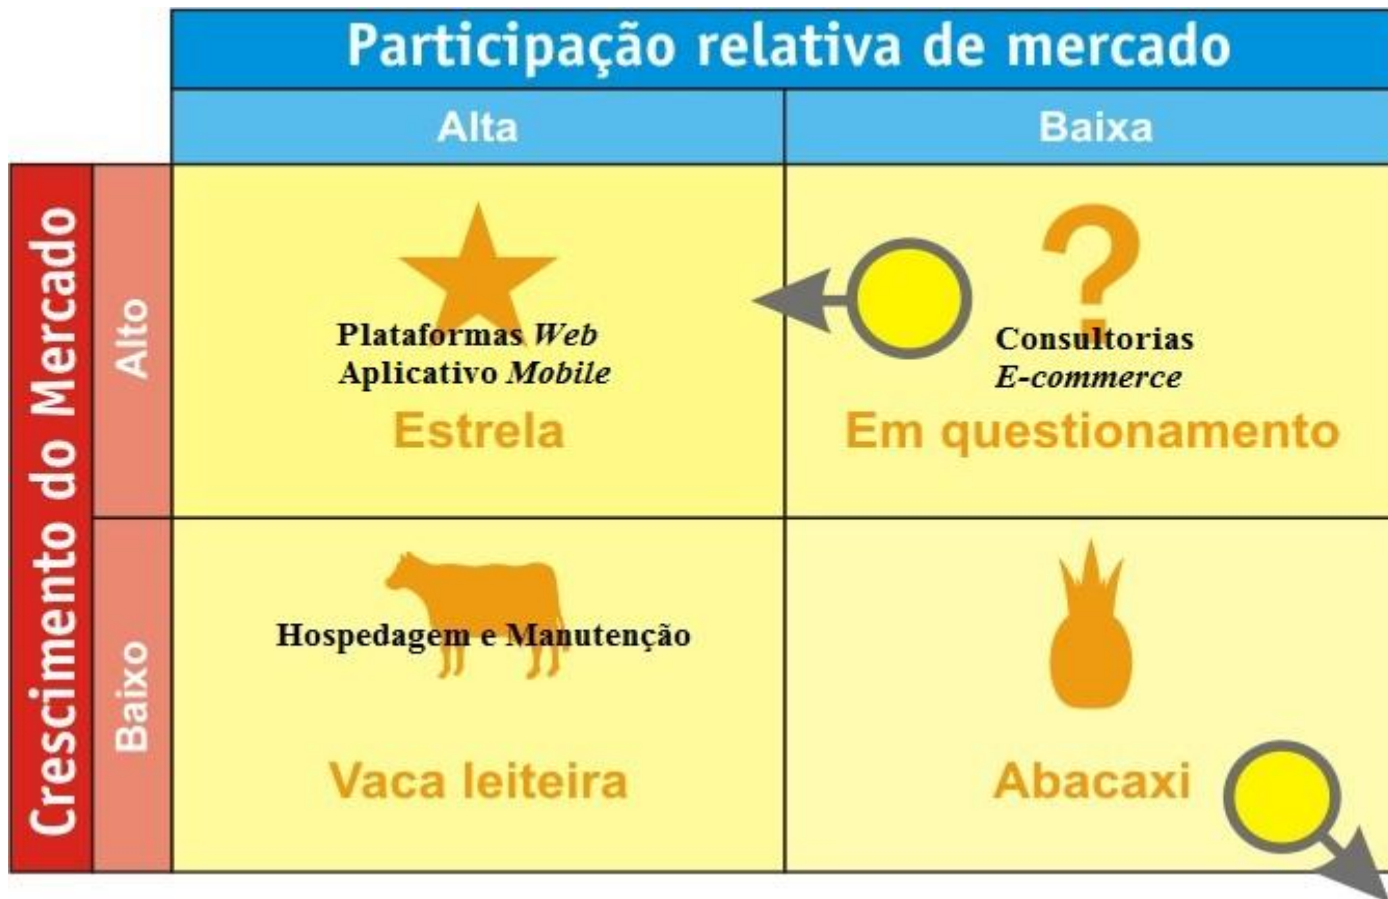 Participação relativa de mercado
Alta
Baixa
Crescimento do Mercado
Alto
Plataformas Web
Aplicativo Mobile
Estrela
?
Consultorias
E-commerce
Em questionamento
Baixo
Hospedagem e Manutenção
Vaca leiteira
Abacaxi